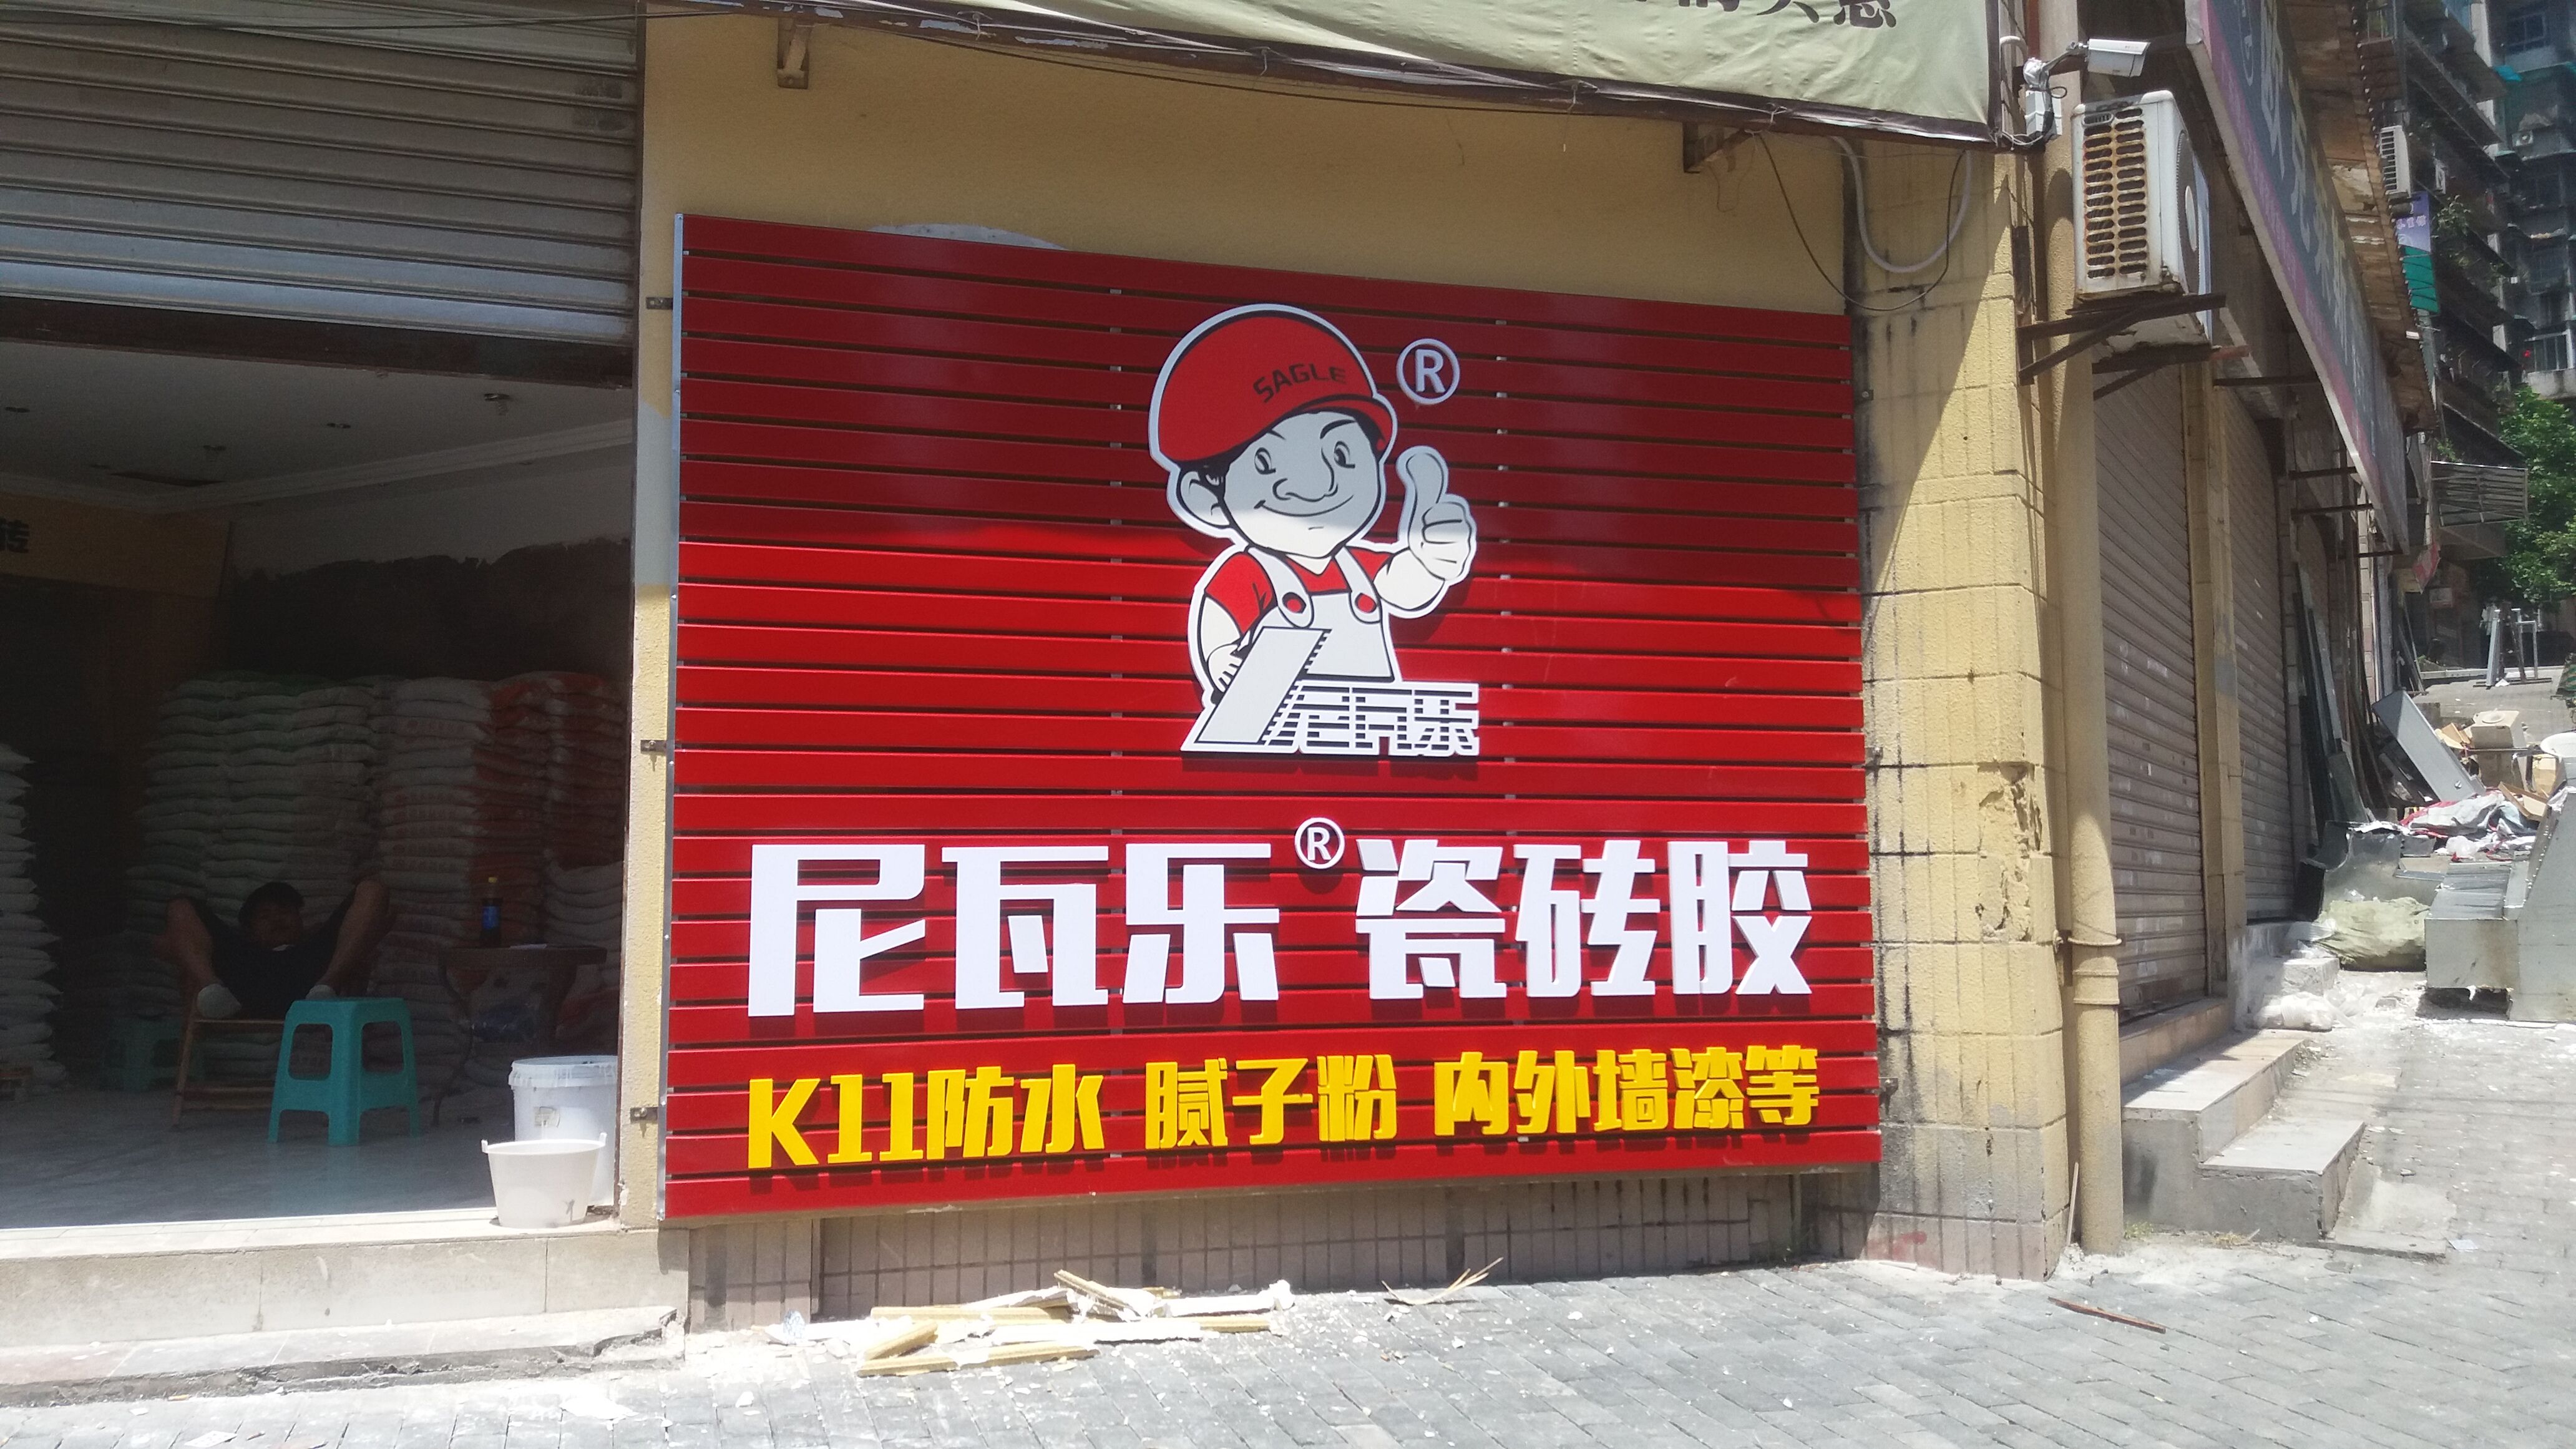 SAGLE
®
尼瓦乐
尼瓦乐®瓷砖胶
K11防水 腻子粉 内外墙漆等
砖